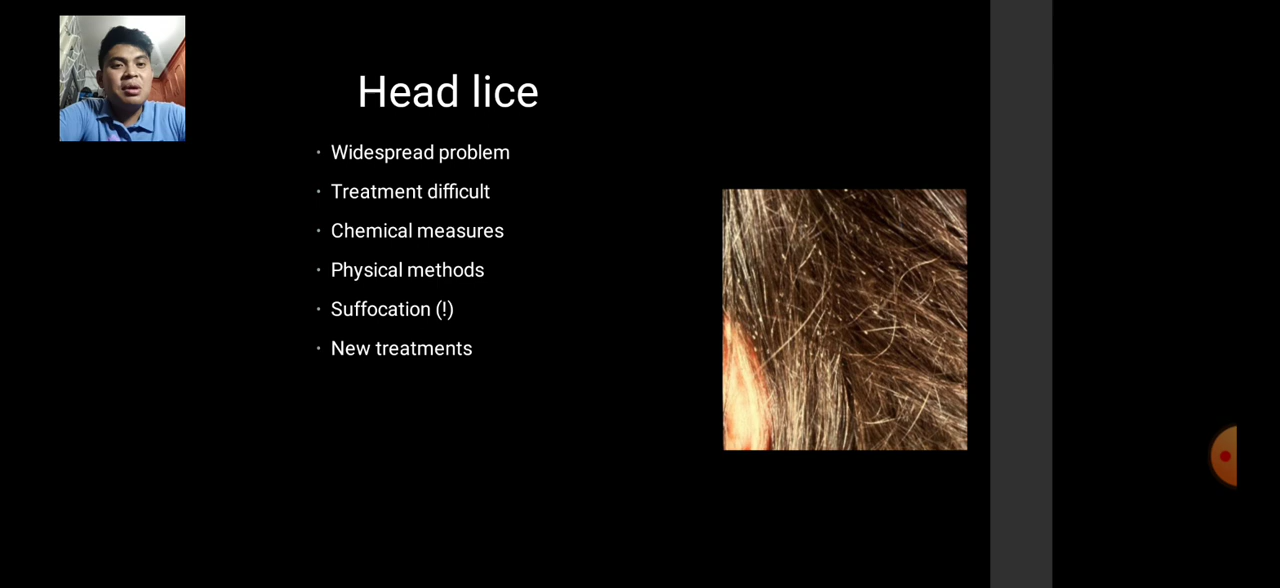 Head lice
· Widespread problem
· Treatment difficult
· Chemical measures
· Physical methods
· Suffocation (!)
· New treatments